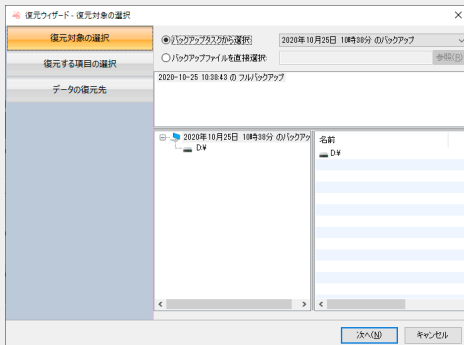 復元ウィザード - 復元対象の選択
復元対象の選択
復元する項目の選択
データの復元先
バックアップタスクから選択:
2020年10月25日 10時38分 のバックアップ
バックアップファイルを直接選択:
参照(R)
2020-10-25 10:38:43 の フルバックアップ
2020年10月25日 10時38分 のバックアッ
D:¥
名前
D:¥
次へ(N)
キャンセル